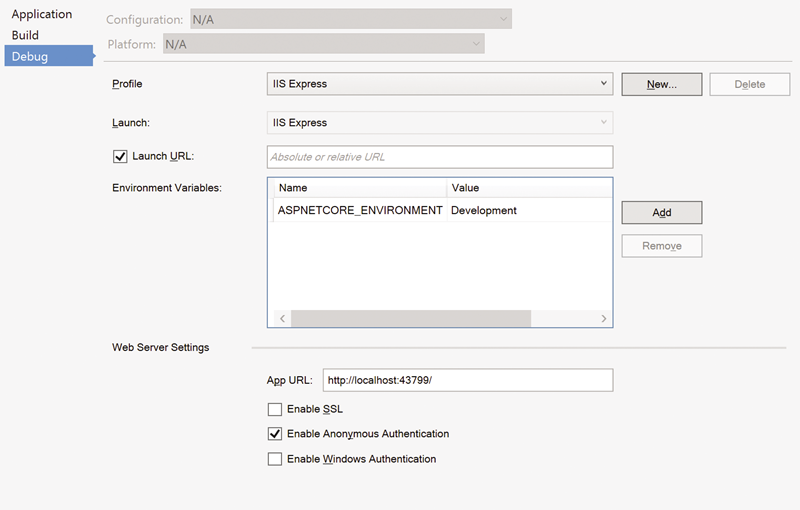 Application
Configuration: N/A
Build
Platform: N/A
Debug
Profile IIS Express New... Delete
Launch: IIS Express
Launch URL: Absolute or relative URL
Environment Variables: Name Value
ASPNETCORE_ENVIRONMENT Development
Add
Remove
Web Server Settings
App URL: http://localhost:43799/
Enable SSL
Enable Anonymous Authentication
Enable Windows Authentication